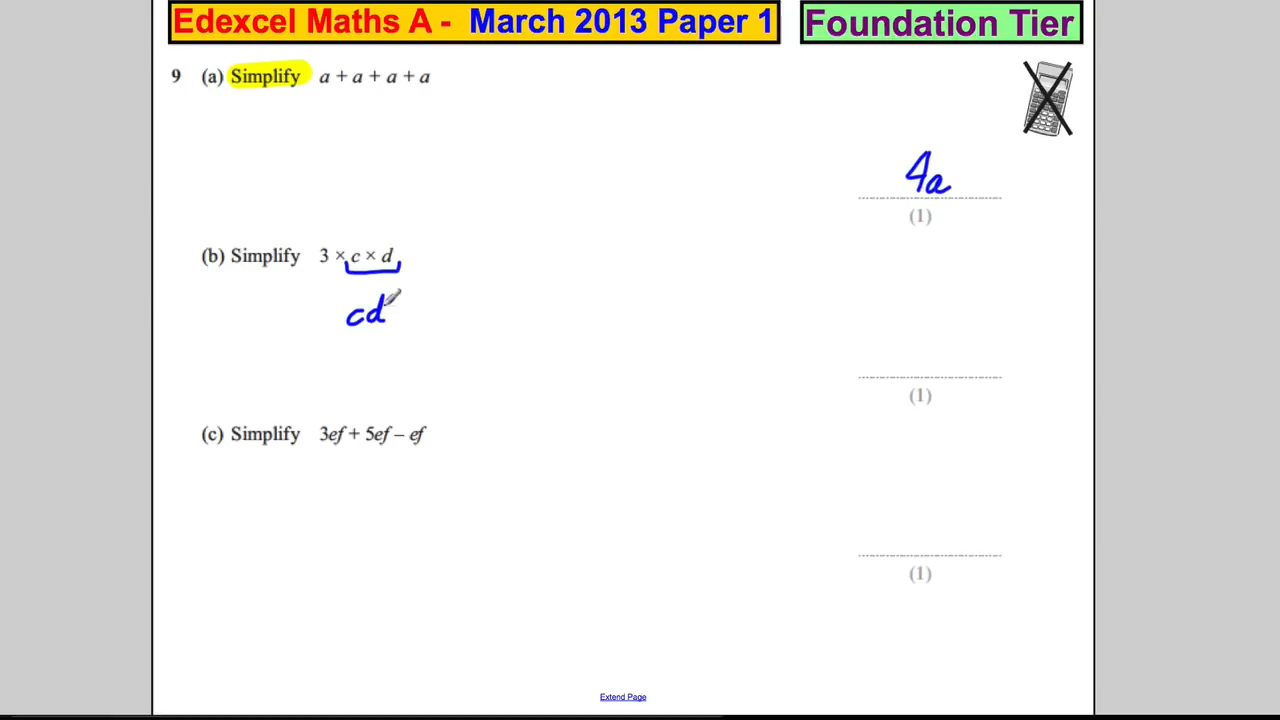 Edexcel Maths A - March 2013 Paper 1 Foundation Tier
9 (a) Simplify a + a + a + a
4a
(1)
(b) Simplify 3 × c × d
cd
(1)
(c) Simplify 3ef + 5ef – ef
(1)
Extend Page